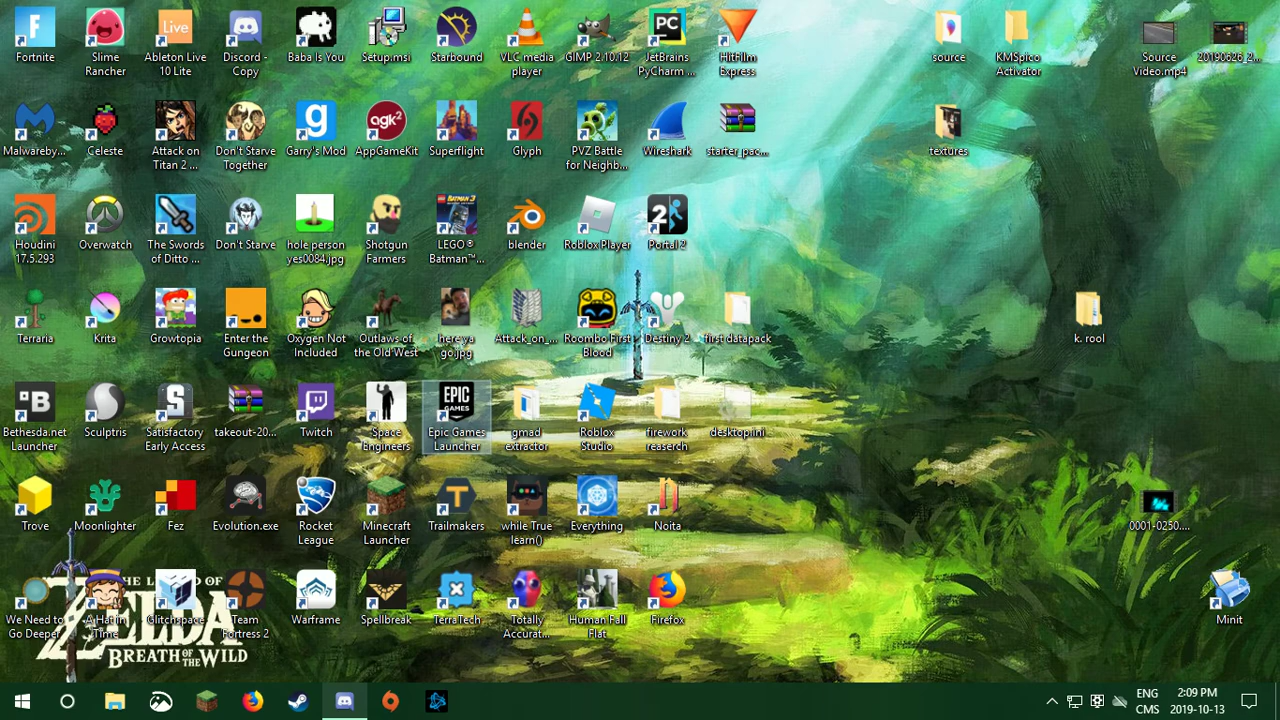 Fortnite
Slime
Rancher
Ableton Live
10 Lite
Discord -
Copy
Baba Is You
Setup.msi
Starbound
VLC media
player
GIMP 2.10.12
JetBrains
PyCharm ...
HitFilm
Express
source
KMSpico
Activator
Source
Video.mp4
20190626_2...
Malwareby...
Celeste
Attack on
Titan 2 ...
Don't Starve
Together
Garry's Mod
AppGameKit
Superflight
Glyph
PVZ Battle
for Neighb...
Wireshark
starter_pac...
textures
Houdini
17.5.293
Overwatch
The Swords
of Ditto ...
Don't Starve
hole person
yes0084.jpg
Shotgun
Farmers
LEGO®
Batman™...
blender
Roblox Player
Portal 2
Terraria
Krita
Growtopia
Enter the
Gungeon
Oxygen Not
Included
Outlaws of
the Old West
here ya
go.jpg
Attack_on_...
Roombo First
Blood
Destiny 2
first datapack
k. rool
Bethesda.net
Launcher
Sculptris
Satisfactory
Early Access
takeout-20...
Twitch
Space
Engineers
EPIC
GAMES
Epic Games
Launcher
gmad
extractor
Roblox
Studio
firework
reaserch
desktop.ini
Trove
Moonlighter
Fez
Evolution.exe
Rocket
League
Minecraft
Launcher
Trailmakers
while True
learn()
Everything
Noita
0001-0250....
We Need to
Go Deeper
A Hat in
Time
Glitchspace
Team
Fortress 2
Warframe
Spellbreak
TerraTech
Totally
Accurat...
Human Fall
Flat
Firefox
Minit
THE LEGEND OF
ZELDA
BREATH OF THE WILD
ENG
CMS
2:09 PM
2019-10-13